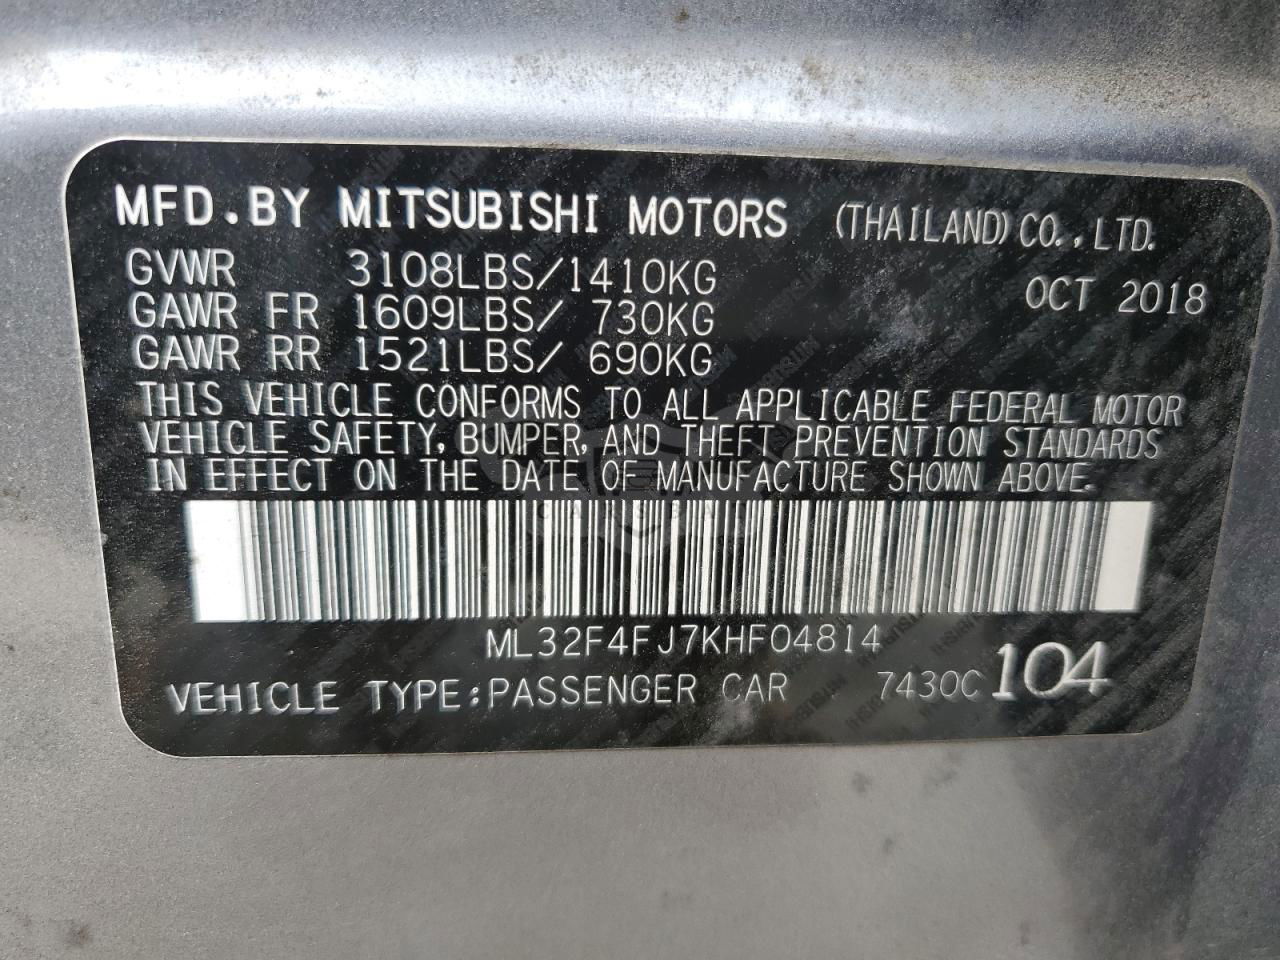 MFD.BY MITSUBISHI MOTORS (THAILAND) CO.,LTD.
GVWR 3108LBS/1410KG OCT 2018
GAWR FR 1609LBS/ 730KG
GAWR RR 1521LBS/ 690KG
THIS VEHICLE CONFORMS TO ALL APPLICABLE FEDERAL MOTOR
VEHICLE SAFETY, BUMPER, AND THEFT PREVENTION STANDARDS
IN EFFECT ON THE DATE OF MANUFACTURE SHOWN ABOVE.
ML32F4FJ7KHF04814
VEHICLE TYPE:PASSENGER CAR 7430C 104